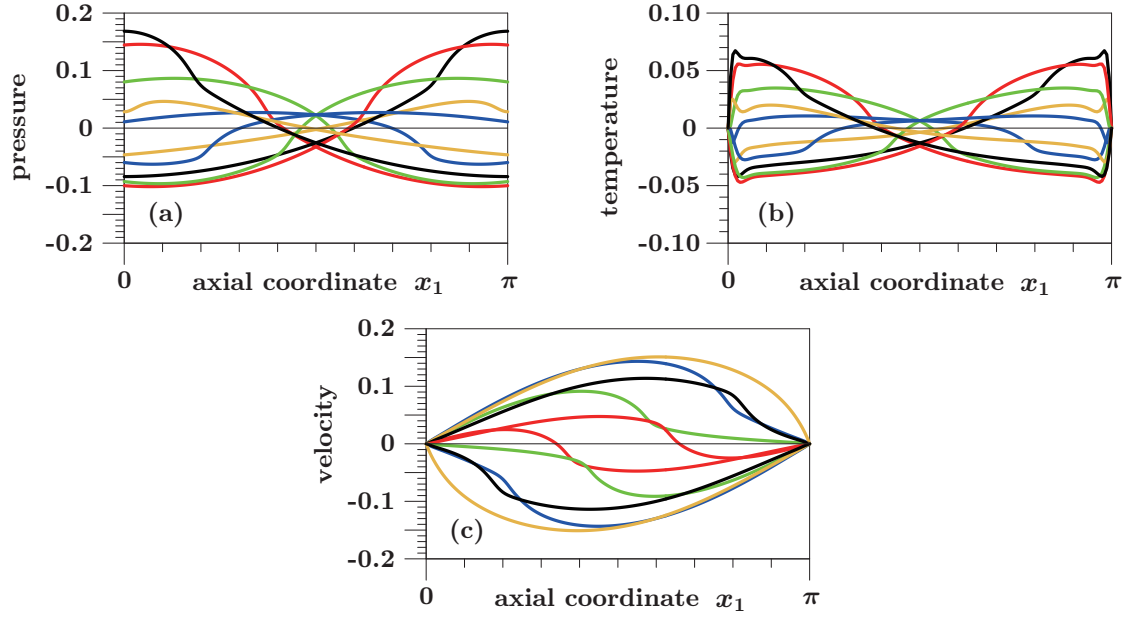 0.2
0.1
0
-0.1
-0.2
pressure
(a)
0
axial coordinate x₁
π
0.10
0.05
0
-0.05
-0.10
temperature
(b)
0
axial coordinate x₁
π
0.2
0.1
0
-0.1
-0.2
velocity
(c)
0
axial coordinate x₁
π